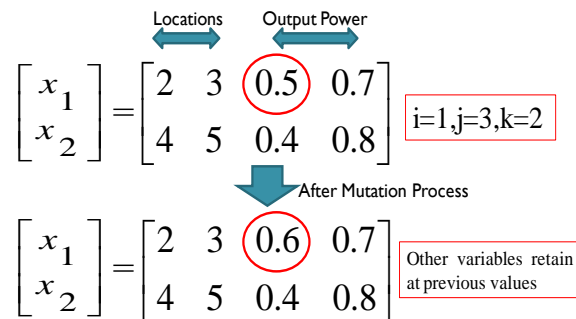 Locations Output Power
[x1 x2] = [2 3 0.5 0.7
4 5 0.4 0.8]
i=1,j=3,k=2
After Mutation Process
[x1 x2] = [2 3 0.6 0.7
4 5 0.4 0.8]
Other variables retain
at previous values